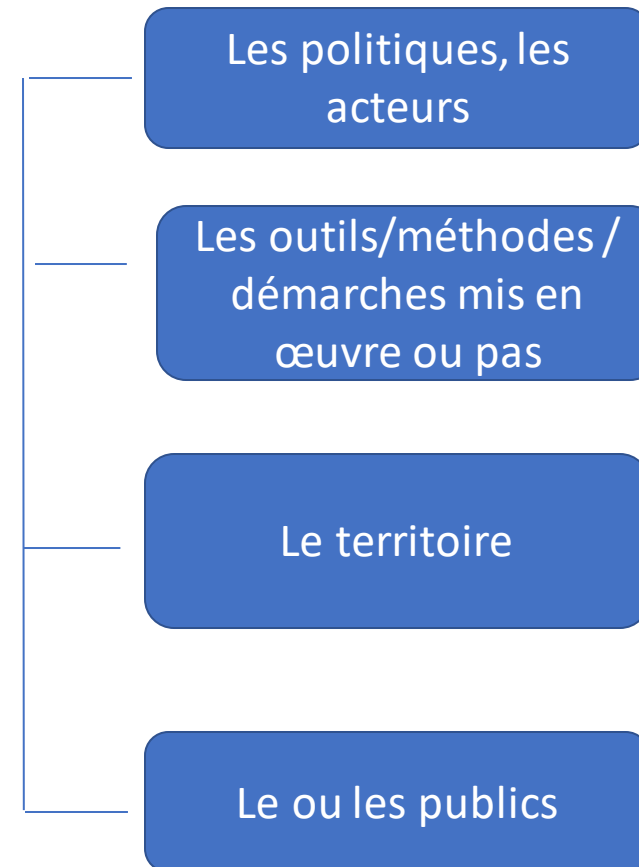 Les politiques, les
acteurs
Les outils/méthodes /
démarches mis en
œuvre ou pas
Le territoire
Le ou les publics